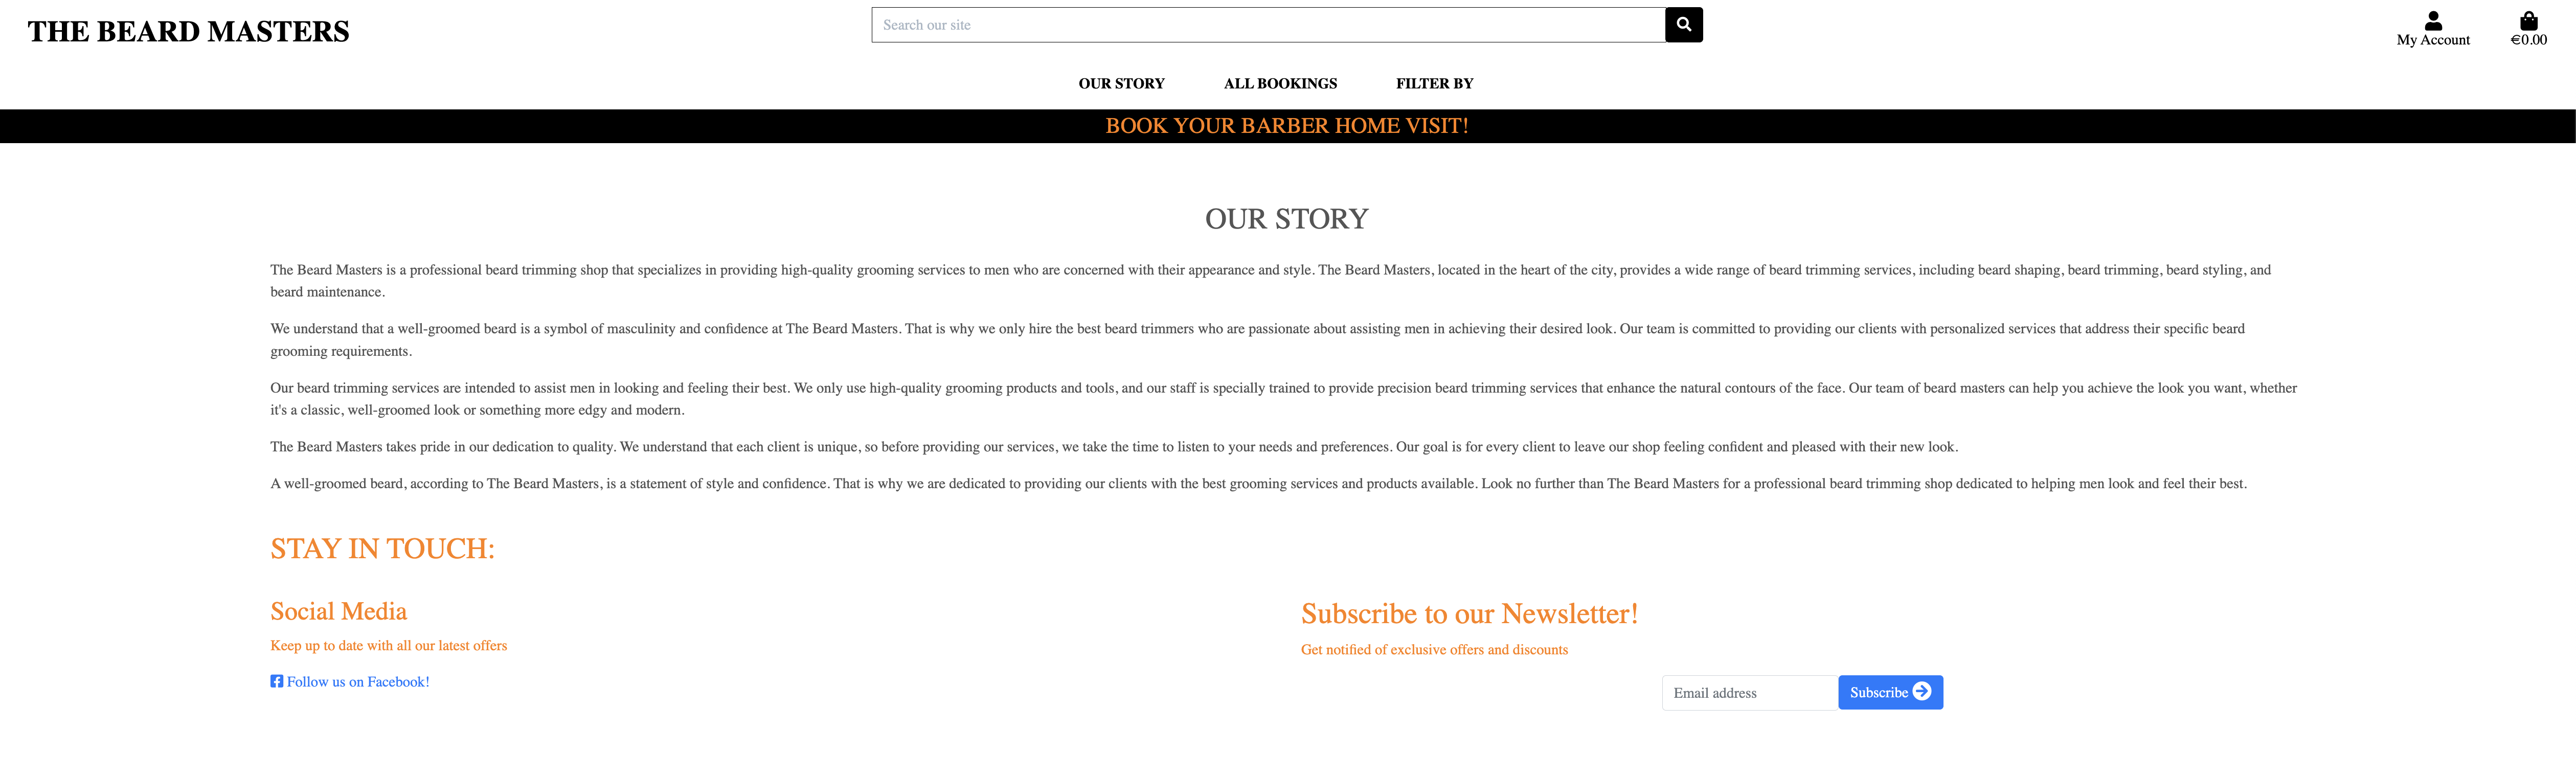 THE BEARD MASTERS
Search our site
My Account
€0.00
OUR STORY
ALL BOOKINGS
FILTER BY
BOOK YOUR BARBER HOME VISIT!
OUR STORY
The Beard Masters is a professional beard trimming shop that specializes in providing high-quality grooming services to men who are concerned with their appearance and style. The Beard Masters, located in the heart of the city, provides a wide range of beard trimming services, including beard shaping, beard trimming, beard styling, and
beard maintenance.
We understand that a well-groomed beard is a symbol of masculinity and confidence at The Beard Masters. That is why we only hire the best beard trimmers who are passionate about assisting men in achieving their desired look. Our team is committed to providing our clients with personalized services that address their specific beard
grooming requirements.
Our beard trimming services are intended to assist men in looking and feeling their best. We only use high-quality grooming products and tools, and our staff is specially trained to provide precision beard trimming services that enhance the natural contours of the face. Our team of beard masters can help you achieve the look you want, whether
it's a classic, well-groomed look or something more edgy and modern.
The Beard Masters takes pride in our dedication to quality. We understand that each client is unique, so before providing our services, we take the time to listen to your needs and preferences. Our goal is for every client to leave our shop feeling confident and pleased with their new look.
A well-groomed beard, according to The Beard Masters, is a statement of style and confidence. That is why we are dedicated to providing our clients with the best grooming services and products available. Look no further than The Beard Masters for a professional beard trimming shop dedicated to helping men look and feel their best.
STAY IN TOUCH:
Social Media
Keep up to date with all our latest offers
Follow us on Facebook!
Subscribe to our Newsletter!
Get notified of exclusive offers and discounts
Email address
Subscribe